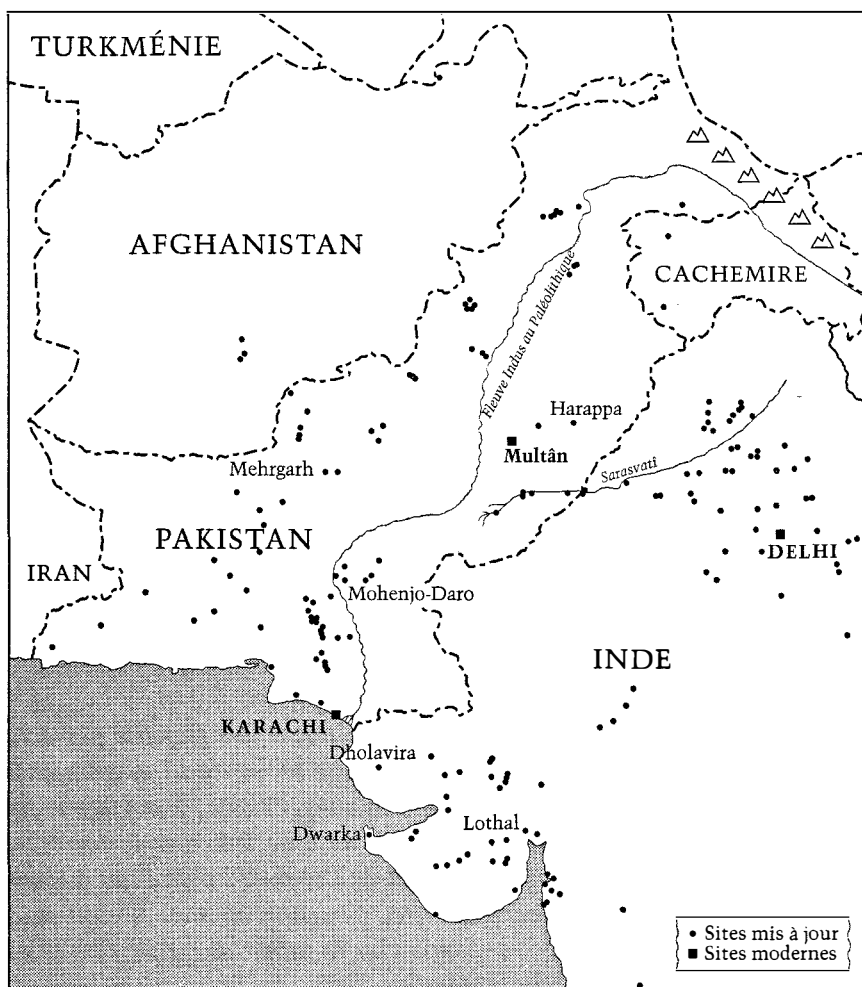 TURKMÉNIE
AFGHANISTAN
CACHEMIRE
Fleuve Indus au Paléolithique
Harappa
Multân
Sarasvatî
Mehrgarh
PAKISTAN
DELHI
IRAN
Mohenjo-Daro
INDE
KARACHI
Dholavira
Dwarka
Lothal
• Sites mis à jour
■ Sites modernes